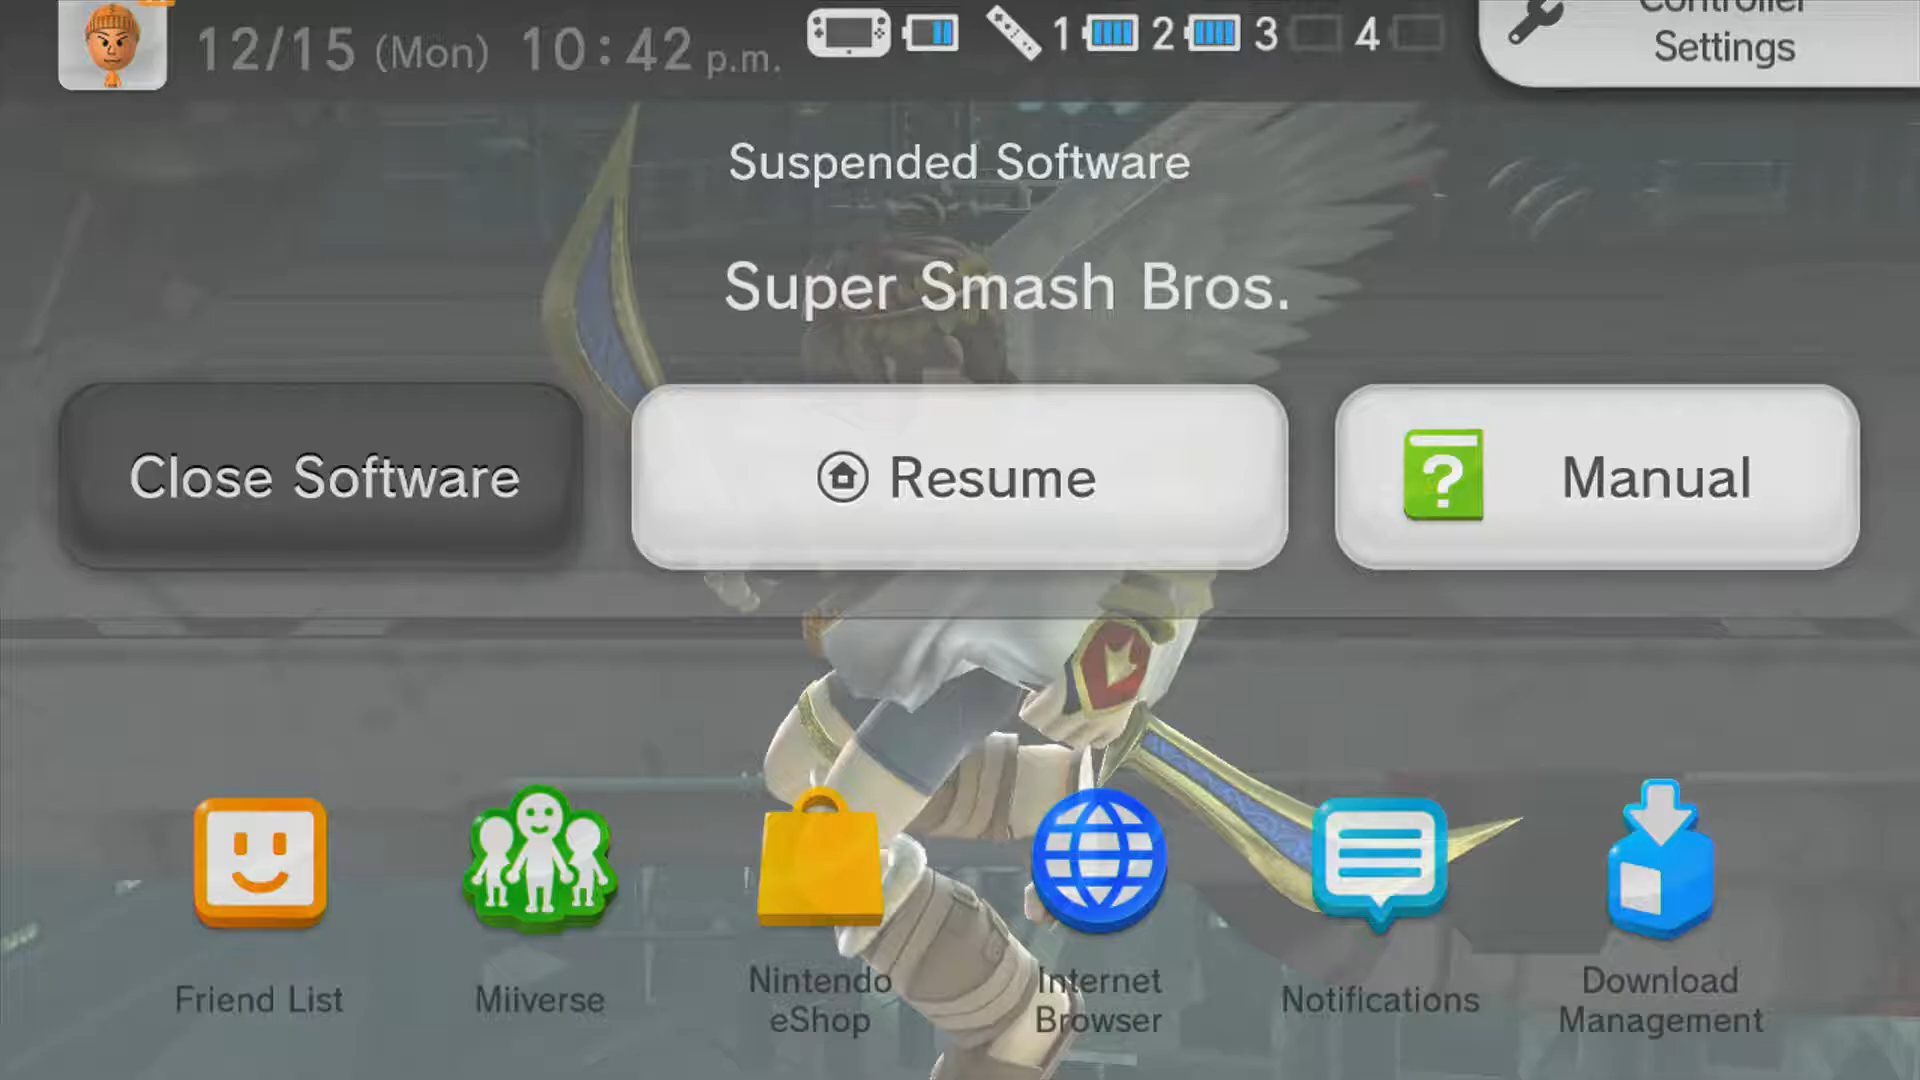 12/15 (Mon) 10:42 p.m.
1 2 3 4
Controller
Settings
Suspended Software
Super Smash Bros.
Close Software
Resume
? Manual
Friend List
Miiverse
Nintendo
eShop
Internet
Browser
Notifications
Download
Management